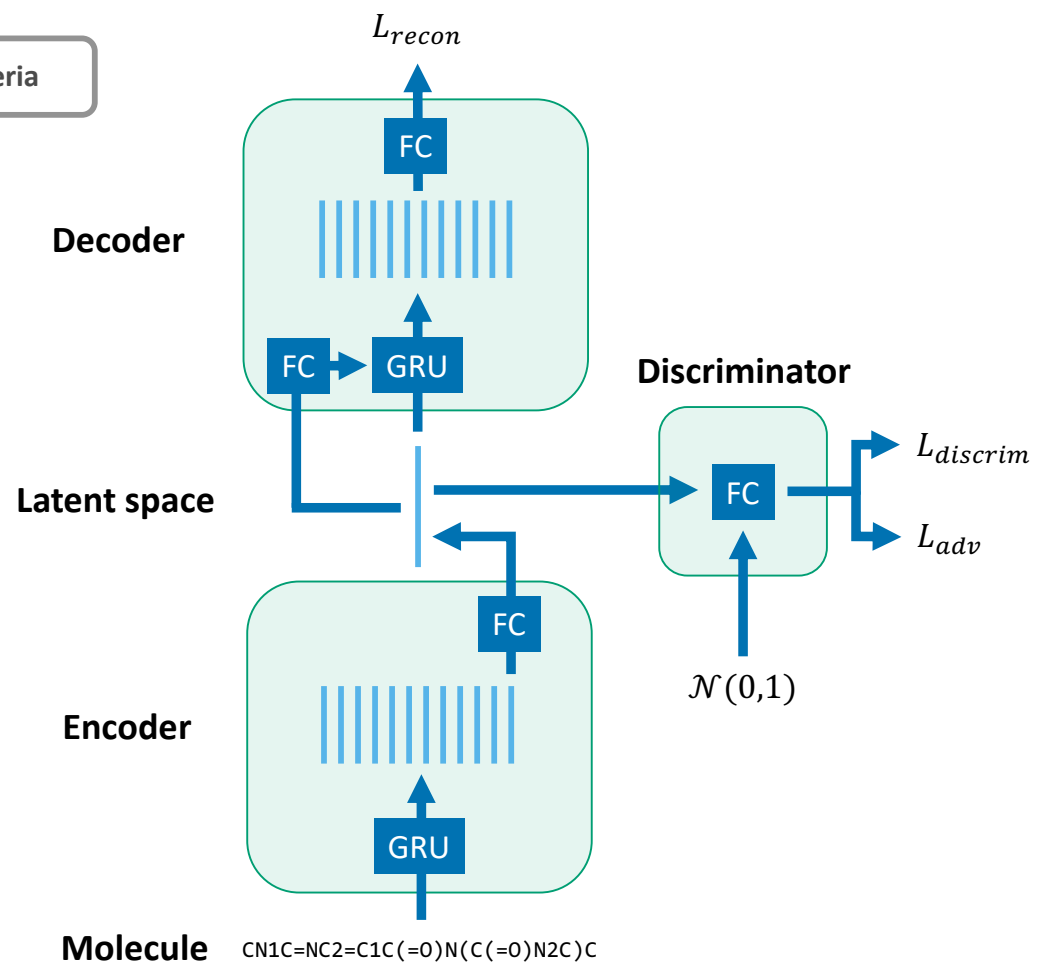 L_recon
eria
FC
Decoder
FC
GRU
Discriminator
L_discrim
Latent space
FC
L_adv
FC
𝒩(0,1)
Encoder
GRU
Molecule CN1C=NC2=C1C(=O)N(C(=O)N2C)C